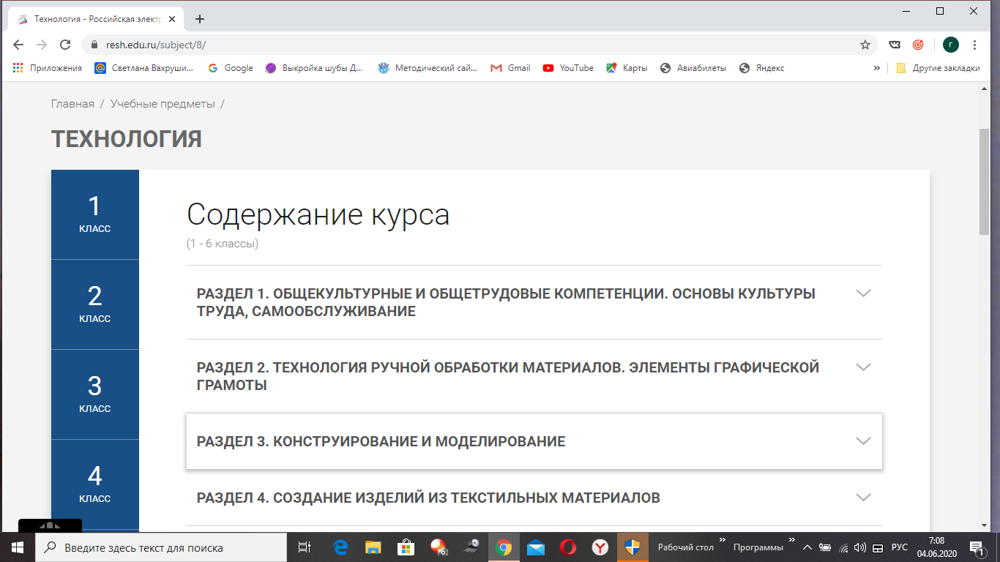 Технология - Российская электр
resh.edu.ru/subject/8/
г
Приложения Светлана Вахруши... Google Выкройка шубы Д... Методический сай... Gmail YouTube Карты Авиабилеты Яндекс » Другие закладки
Главная / Учебные предметы /
ТЕХНОЛОГИЯ
1
КЛАСС
2
КЛАСС
3
КЛАСС
4
КЛАСС
Содержание курса
(1 - 6 классы)
РАЗДЕЛ 1. ОБЩЕКУЛЬТУРНЫЕ И ОБЩЕТРУДОВЫЕ КОМПЕТЕНЦИИ. ОСНОВЫ КУЛЬТУРЫ
ТРУДА, САМООБСЛУЖИВАНИЕ
РАЗДЕЛ 2. ТЕХНОЛОГИЯ РУЧНОЙ ОБРАБОТКИ МАТЕРИАЛОВ. ЭЛЕМЕНТЫ ГРАФИЧЕСКОЙ
ГРАМОТЫ
РАЗДЕЛ 3. КОНСТРУИРОВАНИЕ И МОДЕЛИРОВАНИЕ
РАЗДЕЛ 4. СОЗДАНИЕ ИЗДЕЛИЙ ИЗ ТЕКСТИЛЬНЫХ МАТЕРИАЛОВ
Введите здесь текст для поиска
Рабочий стол » Программы » РУС
7:08
04.06.2020
1